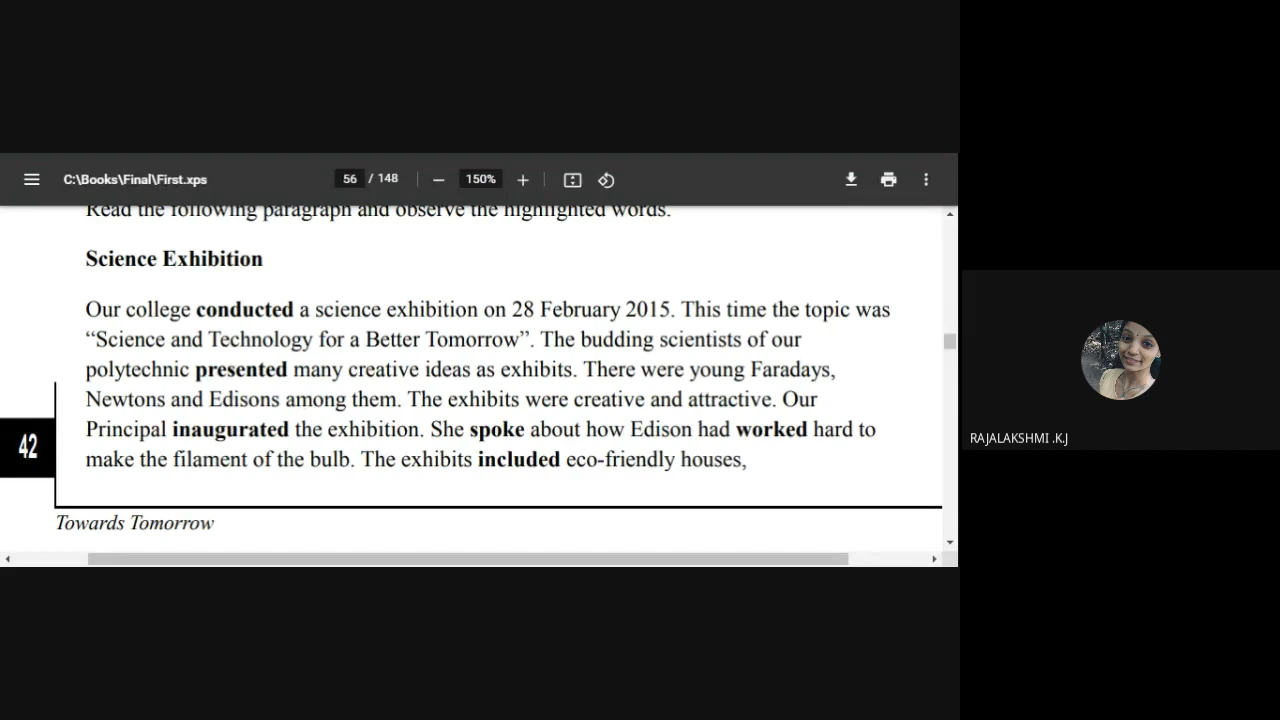 C:\Books\Final\First.xps
56 / 148
150%
Read the following paragraph and observe the highlighted words.
Science Exhibition
Our college conducted a science exhibition on 28 February 2015. This time the topic was
“Science and Technology for a Better Tomorrow”. The budding scientists of our
polytechnic presented many creative ideas as exhibits. There were young Faradays,
Newtons and Edisons among them. The exhibits were creative and attractive. Our
Principal inaugurated the exhibition. She spoke about how Edison had worked hard to
make the filament of the bulb. The exhibits included eco-friendly houses,
42
Towards Tomorrow
RAJALAKSHMI .K.J